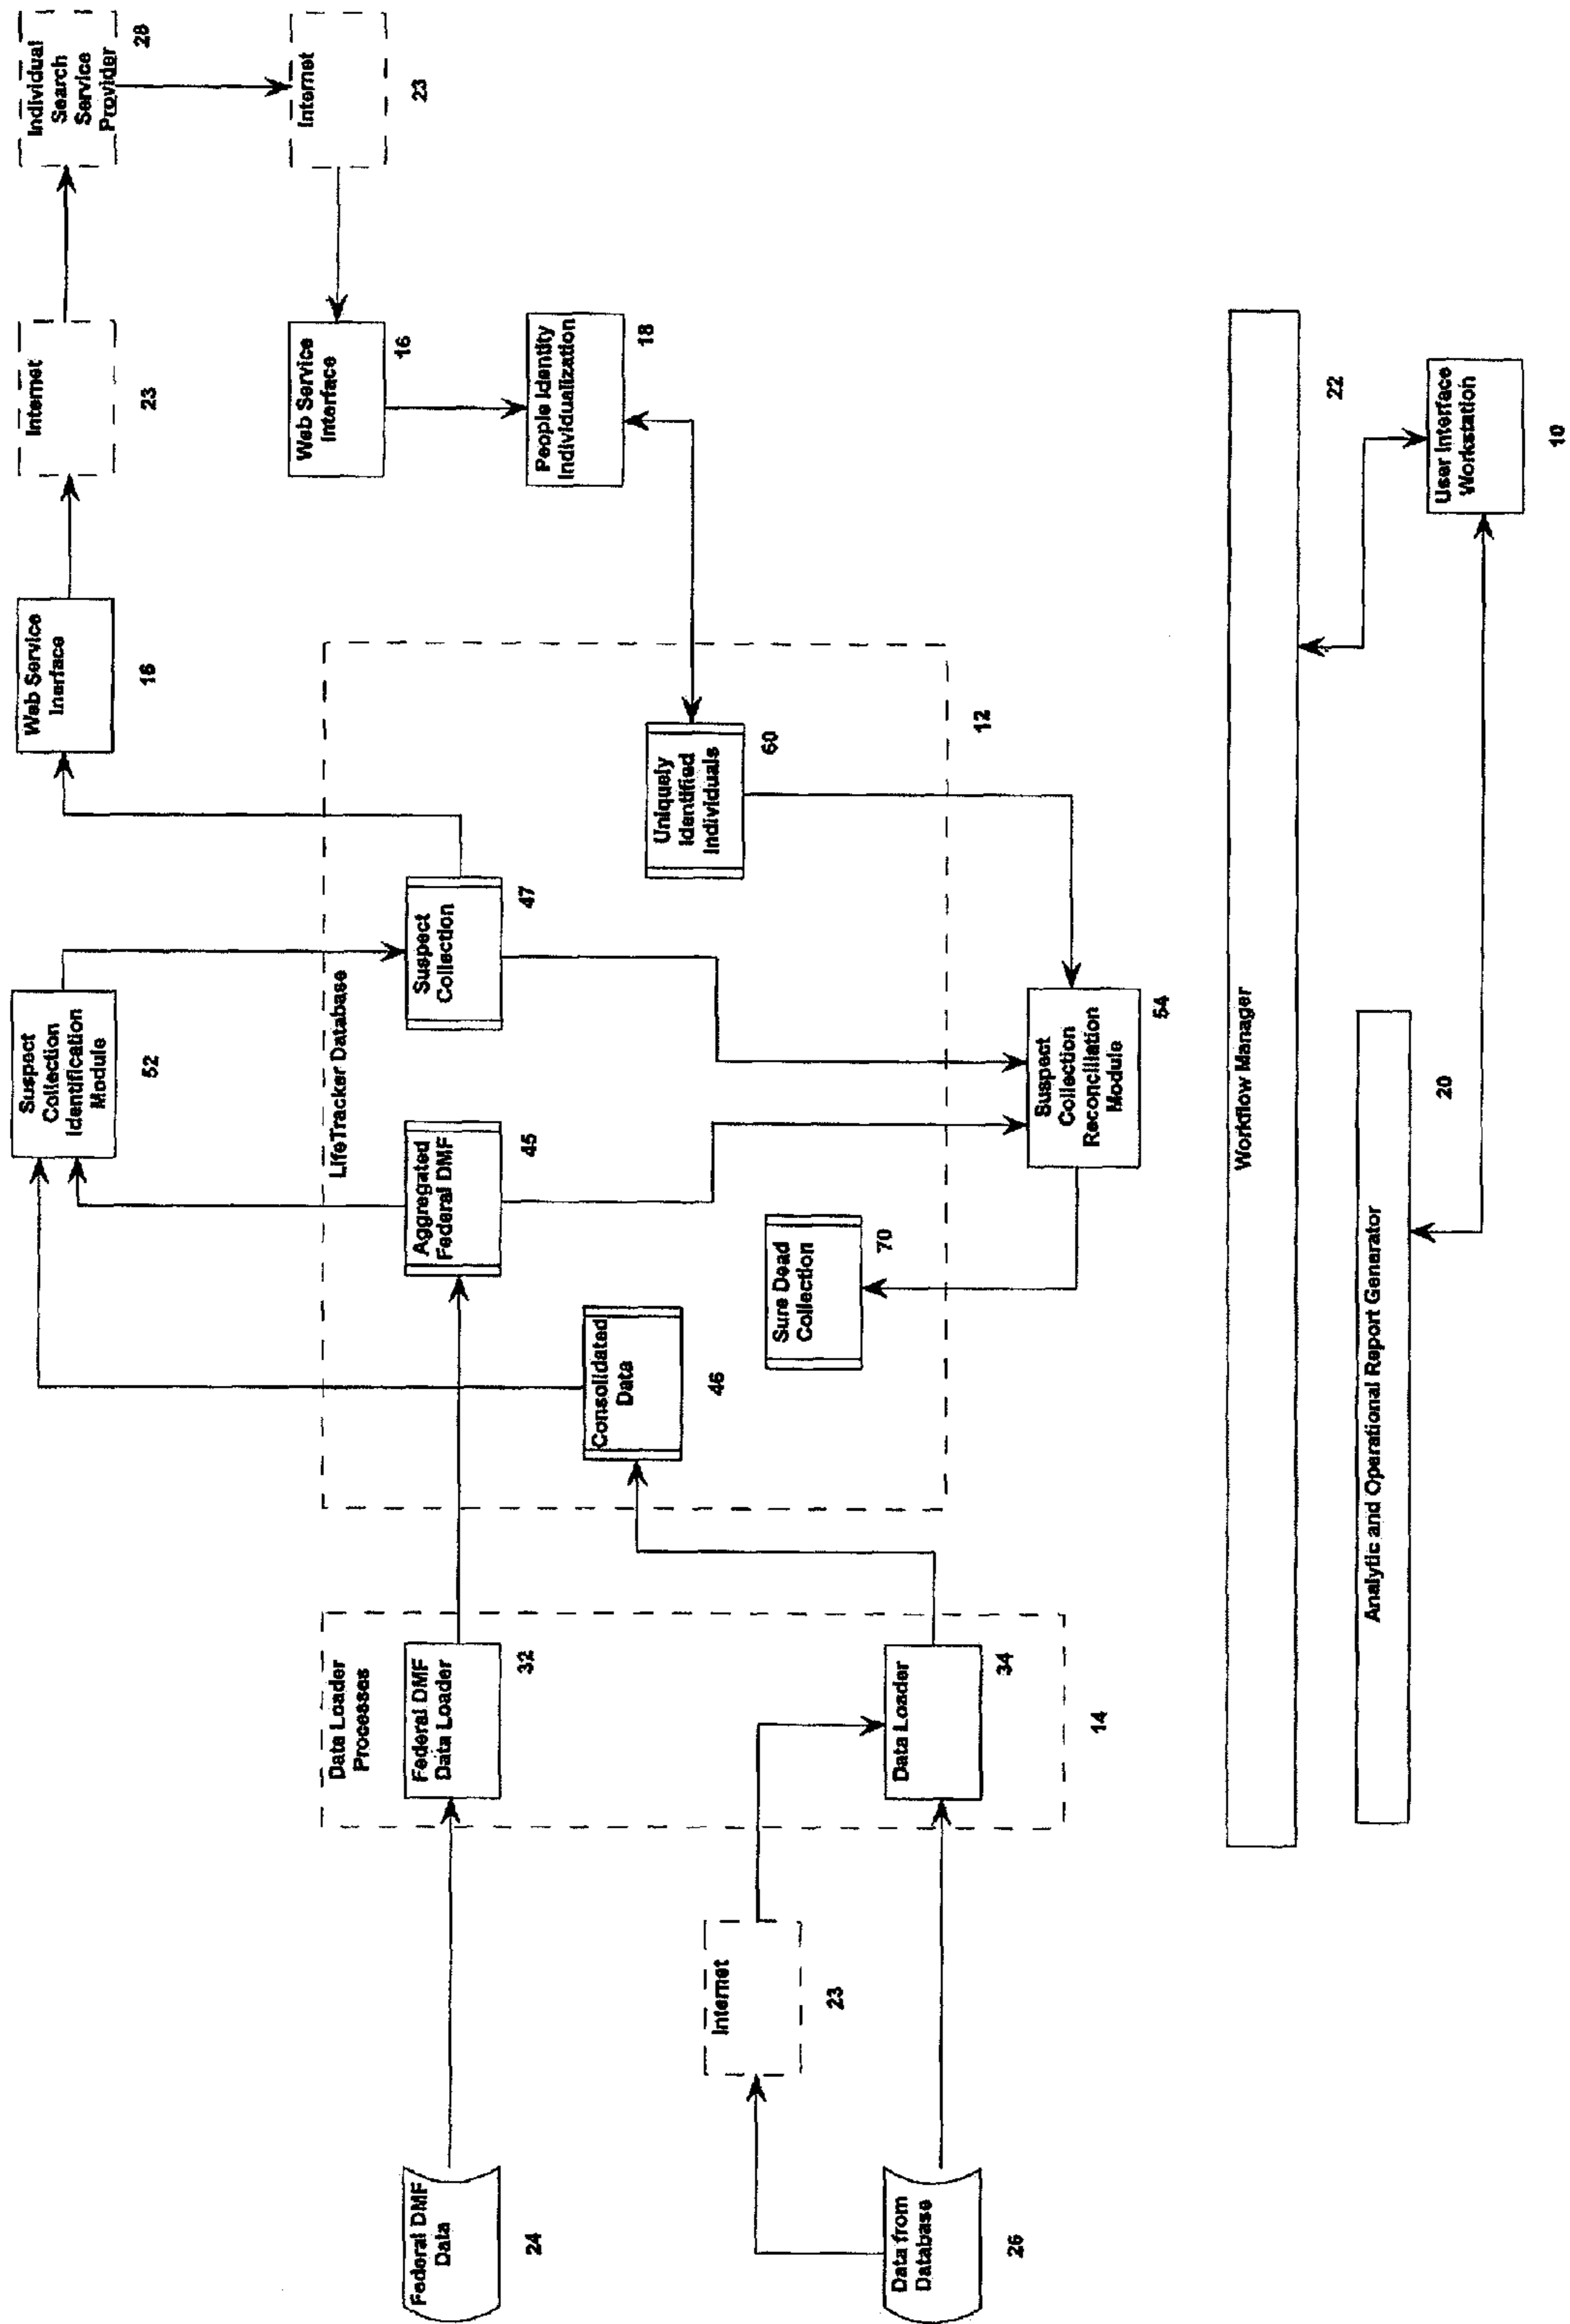 Individual
Search
Service
Provider
28
Internet
23
Internet
23
Web Service
Inerface
16
Web Service
Interface
16
People Identity
Individualization
18
Suspect
Collection
Identification
Module
52
LifeTracker Database
Suspect
Collection
47
Aggregated
Federal DMF
45
Uniquely
Identified
Individuals
60
12
Consolidated
Data
46
Sure Dead
Collection
70
Suspect
Collection
Reconciliation
Module
54
Data Loader
Processes
Federal DMF
Data Loader
32
Data Loader
34
14
Federal DMF
Data
24
Internet
23
Data from
Database
26
Workflow Manager
22
User Interface
Workstation
10
Analytic and Operational Report Generator
20